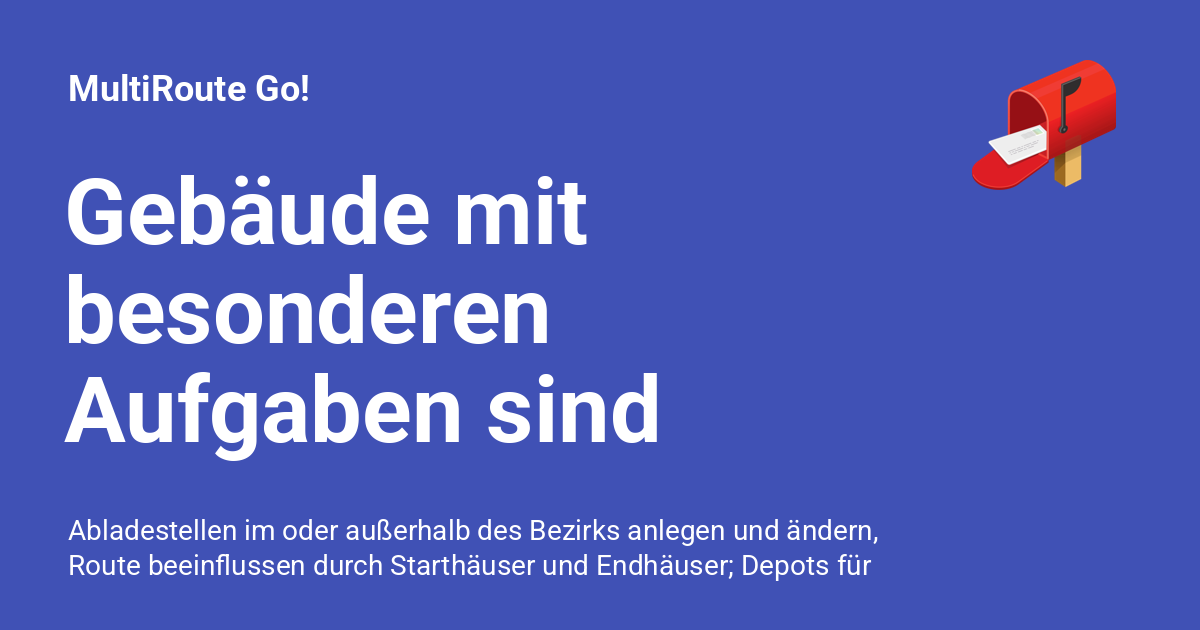 MultiRoute Go!
Gebäude mit
besonderen
Aufgaben sind
Abladestellen im oder außerhalb des Bezirks anlegen und ändern,
Route beeinflussen durch Starthäuser und Endhäuser; Depots für